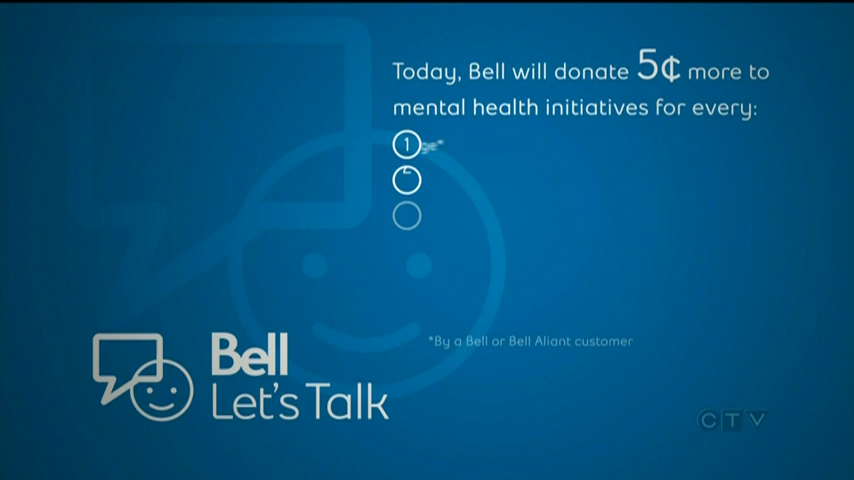 Today, Bell will donate 5¢ more to
mental health initiatives for every:
1
*By a Bell or Bell Aliant customer
Bell
Let's Talk
CTV